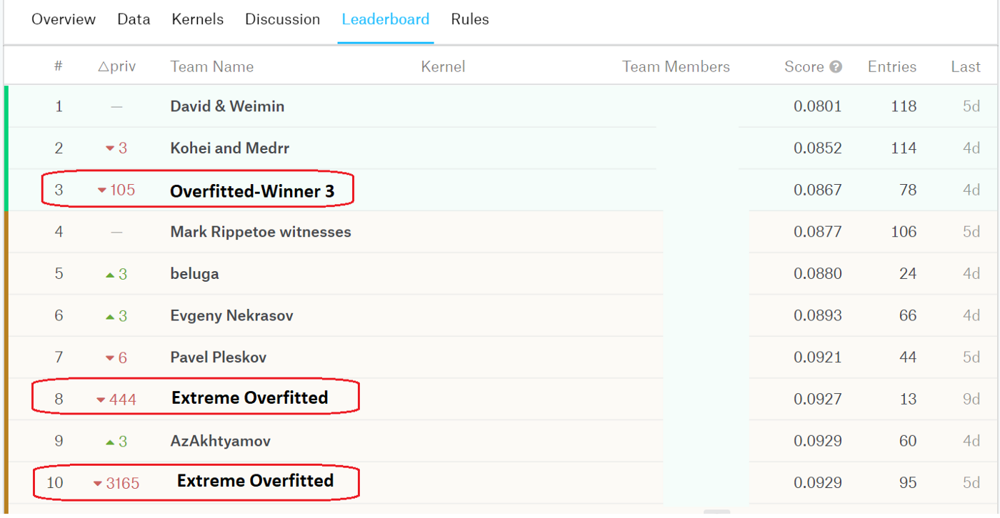 Overview Data Kernels Discussion Leaderboard Rules
# △priv Team Name Kernel Team Members Score ? Entries Last
1 — David & Weimin 0.0801 118 5d
2 ▼ 3 Kohei and Medrr 0.0852 114 4d
3 ▼ 105 Overfitted-Winner 3 0.0867 78 4d
4 — Mark Rippetoe witnesses 0.0877 106 5d
5 ▲ 3 beluga 0.0880 24 4d
6 ▲ 3 Evgeny Nekrasov 0.0893 66 4d
7 ▼ 6 Pavel Pleskov 0.0921 44 5d
8 ▼ 444 Extreme Overfitted 0.0927 13 9d
9 ▲ 3 AzAkhtyamov 0.0929 60 4d
10 ▼ 3165 Extreme Overfitted 0.0929 95 5d